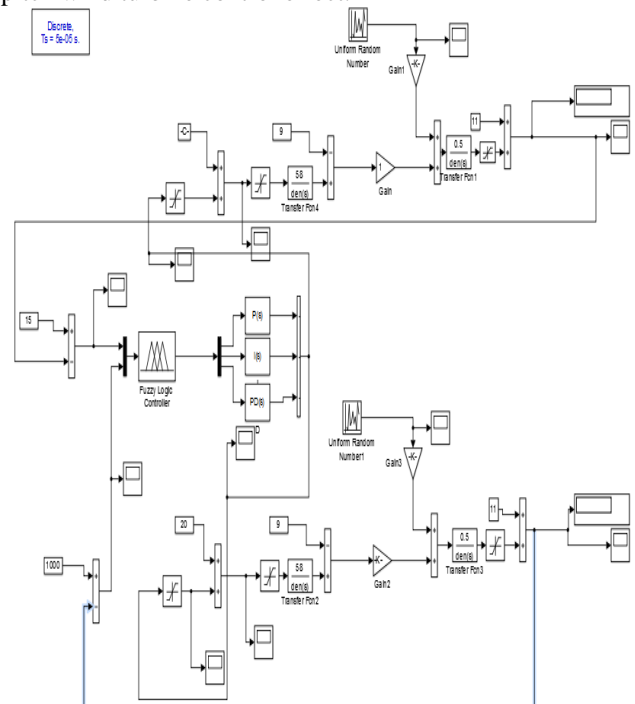 Discrete,
Ts = 5e-05 s.
Uniform Random
Number
-K-
Gain1
-C-
9
11
0.5
den(s)
Transfer Fcn1
58
den(s)
Transfer Fcn4
1
Gain
15
Fuzzy Logic
Controller
P(s)
I(s)
I
PD(s)
D
Uniform Random
Number1
-K-
Gain3
20
9
11
0.5
den(s)
Transfer Fcn3
1000
58
den(s)
Transfer Fcn2
-K-
Gain2